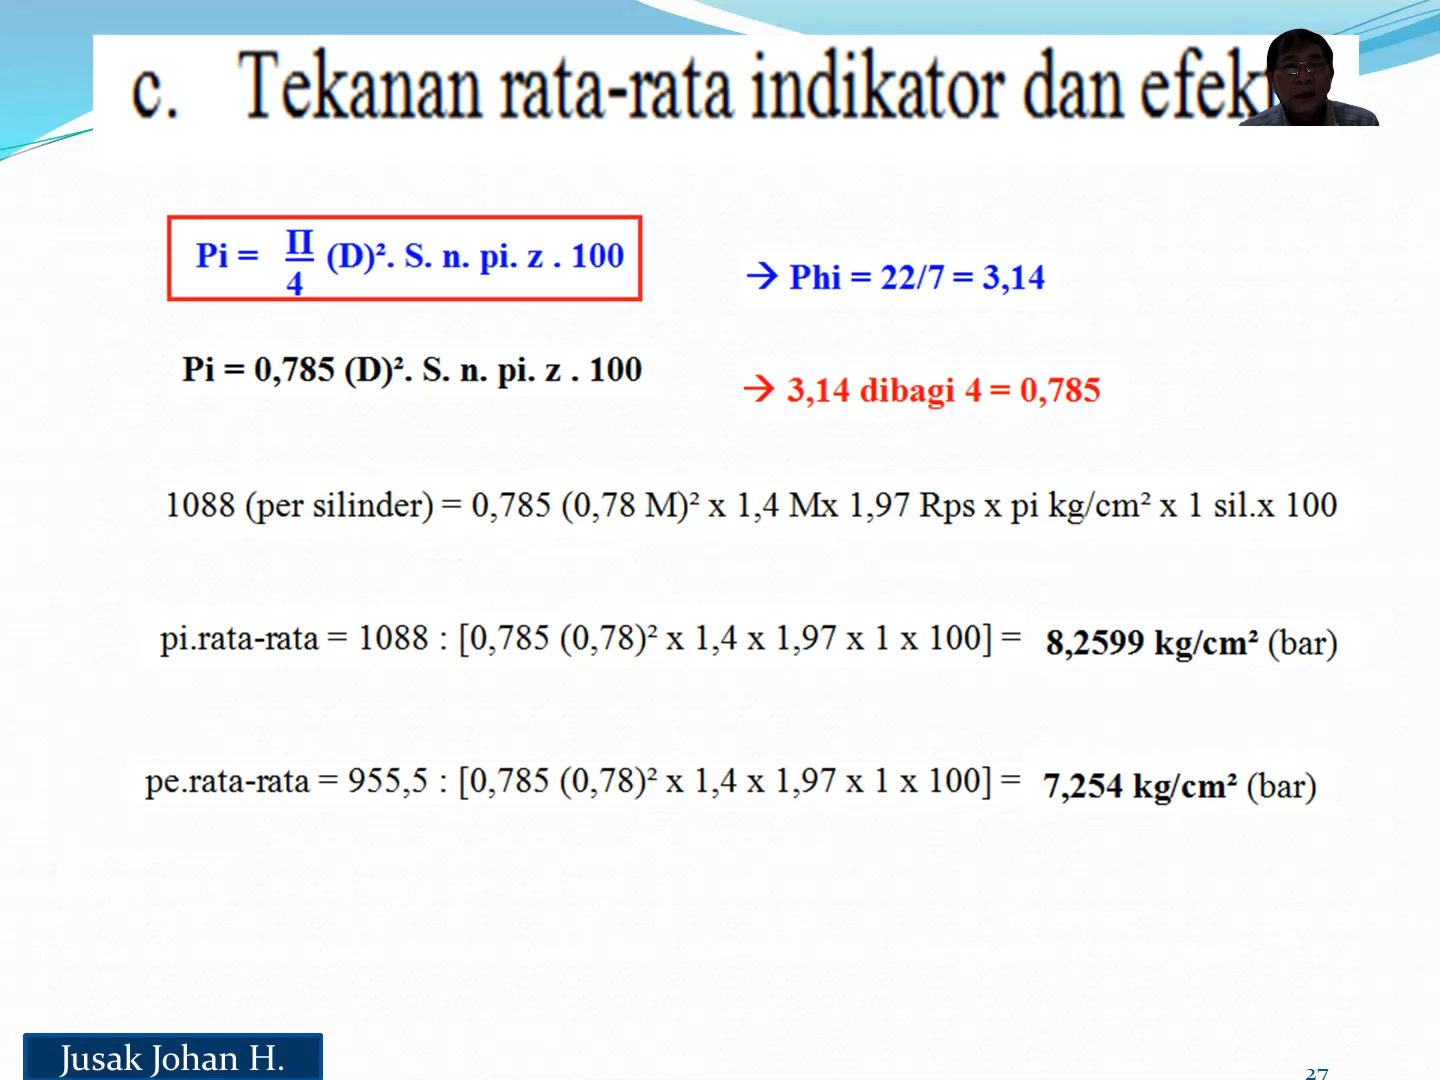 c. Tekanan rata-rata indikator dan
Pi = П/4 (D)². S. n. pi. z . 100
→ Phi = 22/7 = 3,14
Pi = 0,785 (D)². S. n. pi. z . 100
→ 3,14 dibagi 4 = 0,785
1088 (per silinder) = 0,785 (0,78 M)² x 1,4 Mx 1,97 Rps x pi kg/cm² x 1 sil.x 100
pi.rata-rata = 1088 : [0,785 (0,78)² x 1,4 x 1,97 x 1 x 100] = 8,2599 kg/cm² (bar)
pe.rata-rata = 955,5 : [0,785 (0,78)² x 1,4 x 1,97 x 1 x 100] = 7,254 kg/cm² (bar)
Jusak Johan H.
27